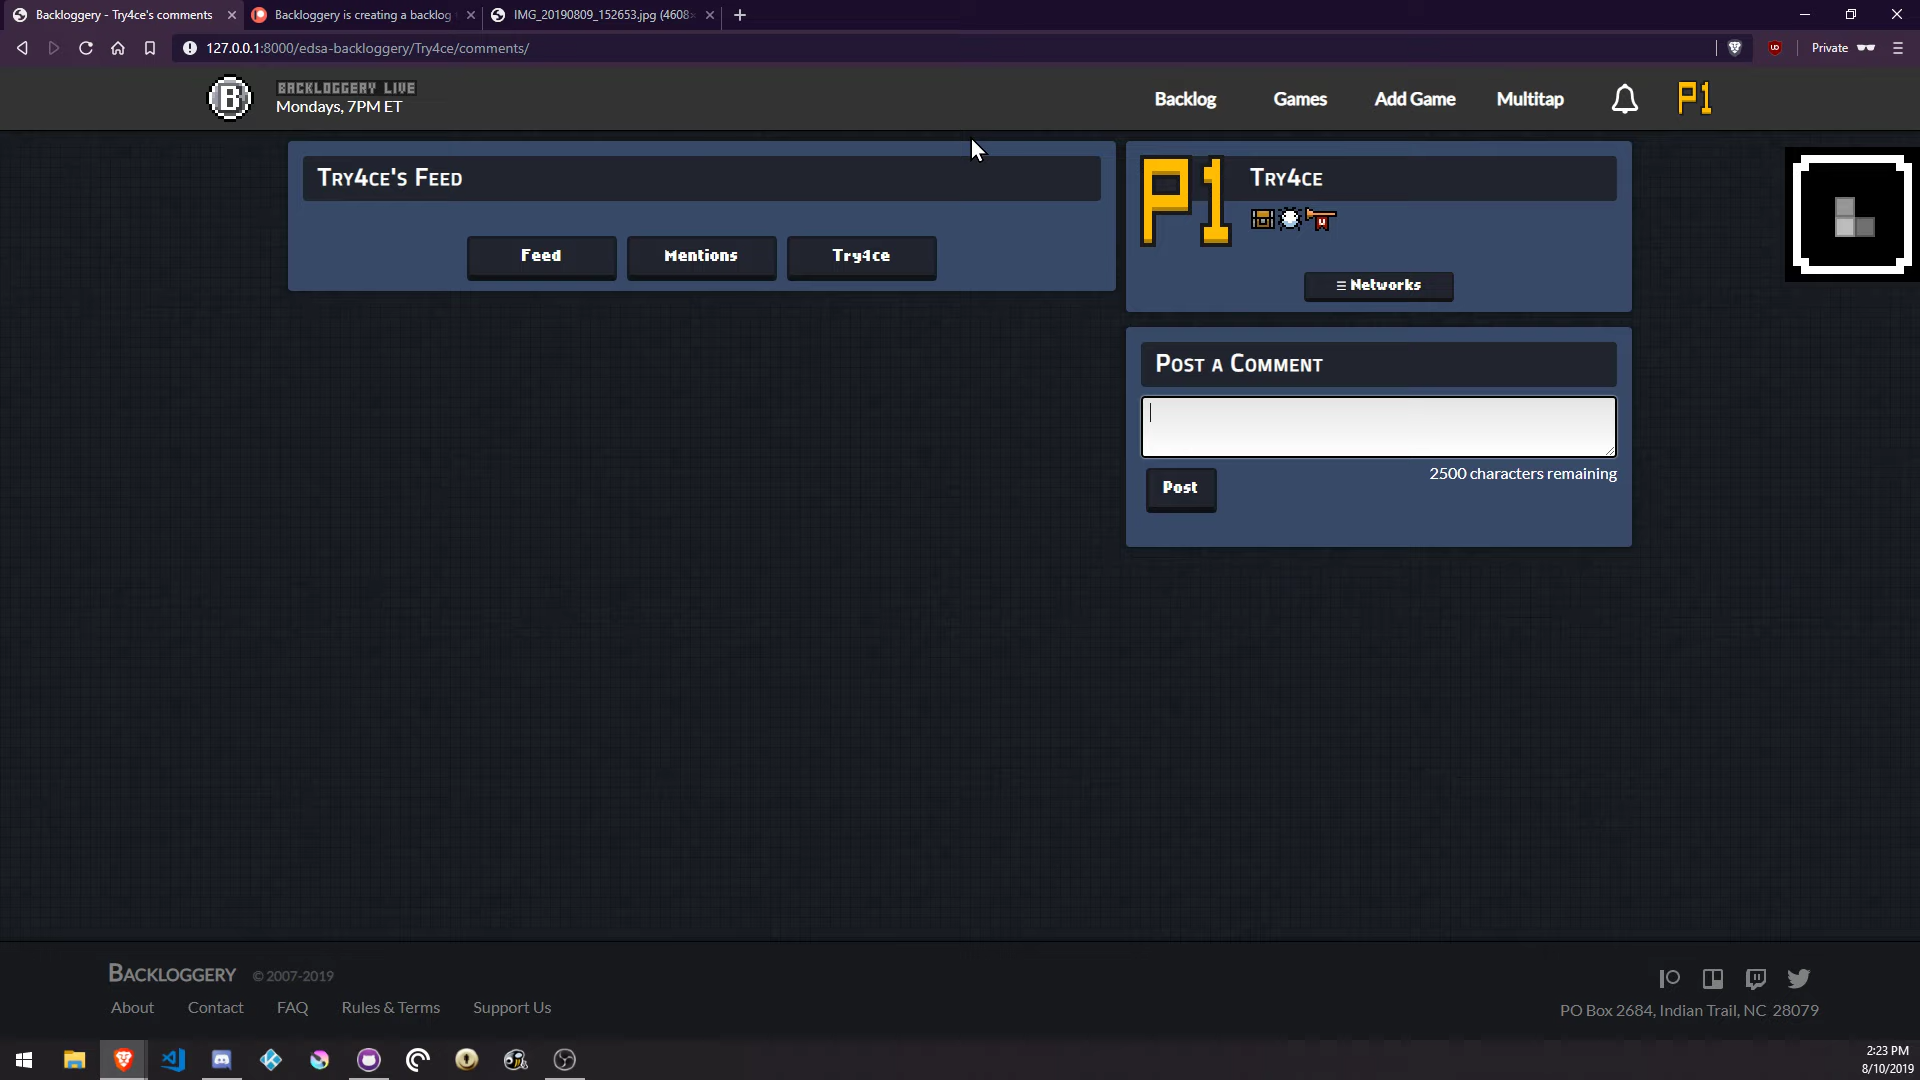 Backloggery - Try4ce's comments
Backloggery is creating a backlog
IMG_20190809_152653.jpg (4608×
127.0.0.1:8000/edsa-backloggery/Try4ce/comments/
Private
B
BACKLOGGERY LIVE
Mondays, 7PM ET
Backlog
Games
Add Game
Multitap
P1
Try4ce's Feed
Feed
Mentions
Try4ce
P1
Try4ce
☰ Networks
Post a Comment
2500 characters remaining
Post
Backloggery © 2007-2019
About
Contact
FAQ
Rules & Terms
Support Us
PO Box 2684, Indian Trail, NC 28079
2:23 PM
8/10/2019